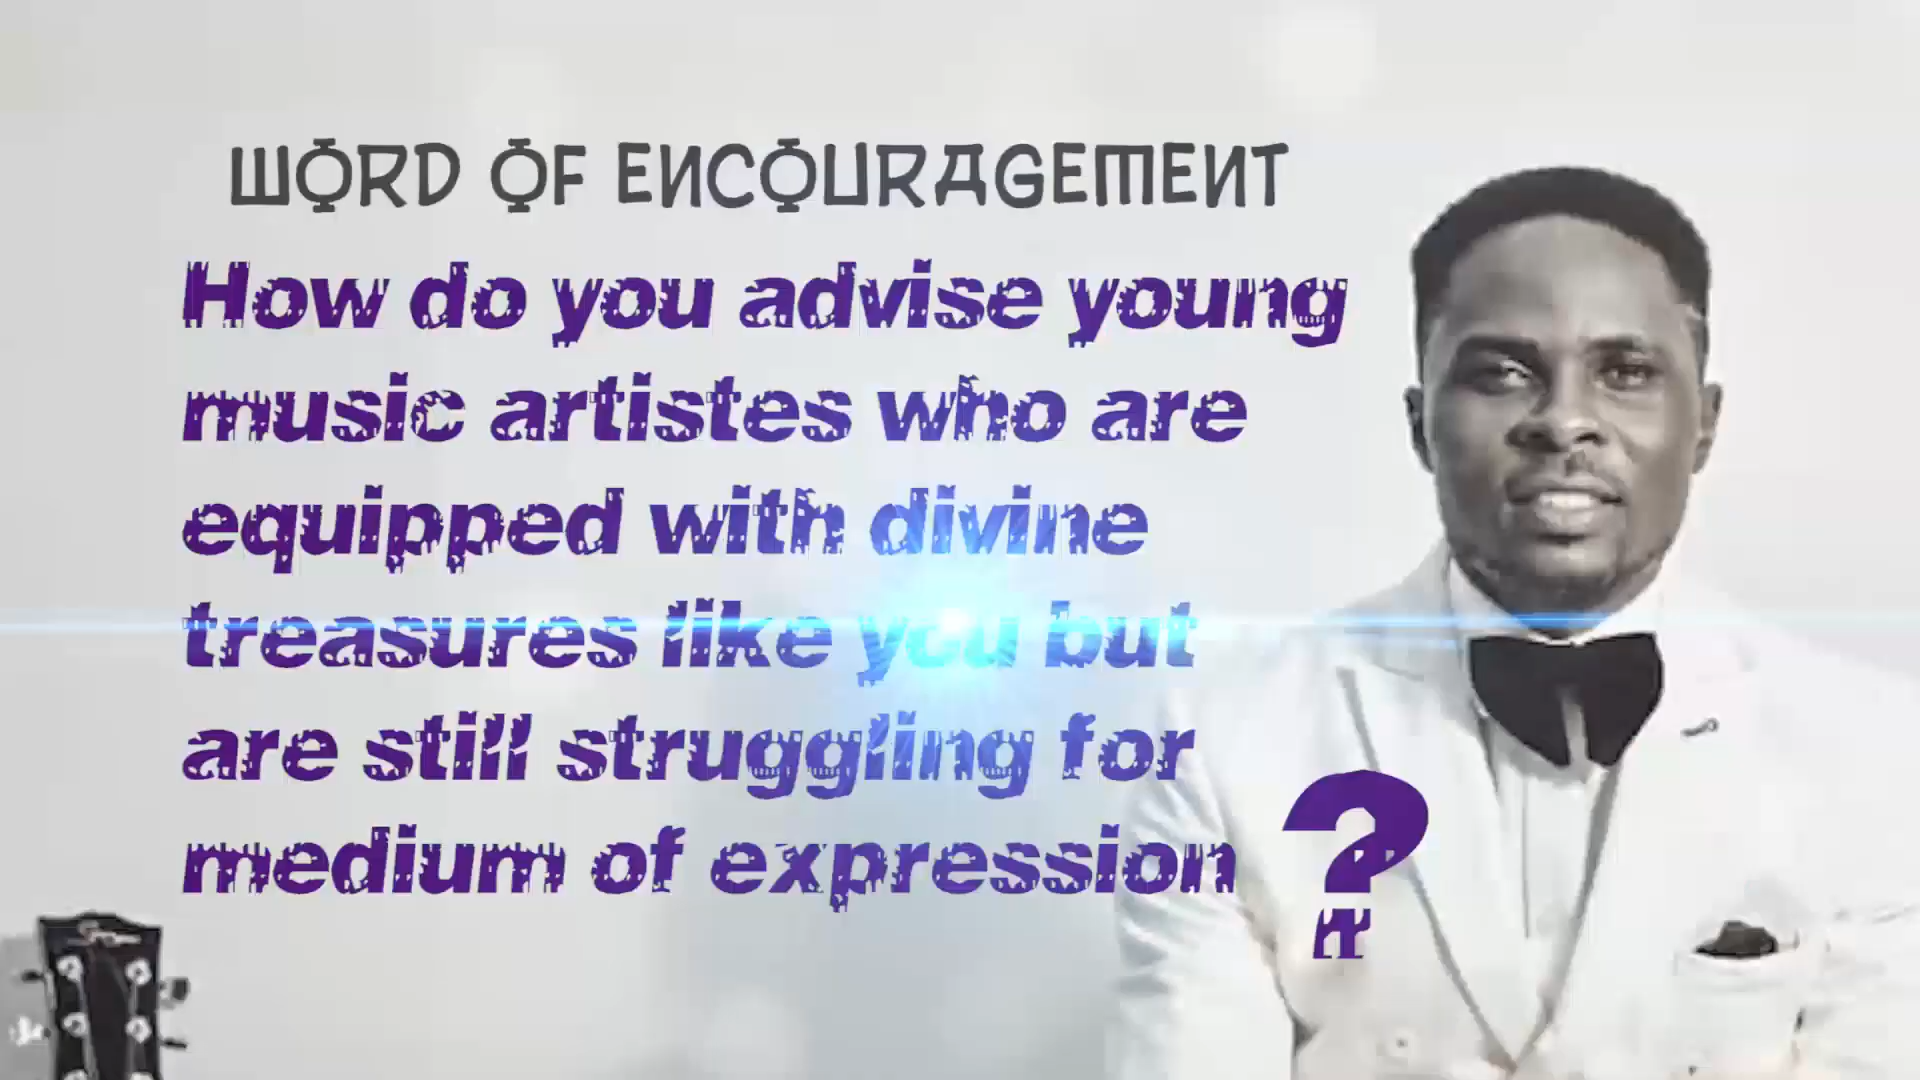 WORD OF ENCOURAGEMENT
How do you advise young
music artistes who are
equipped with divine
treasures like you but
are still struggling for
medium of expression ?